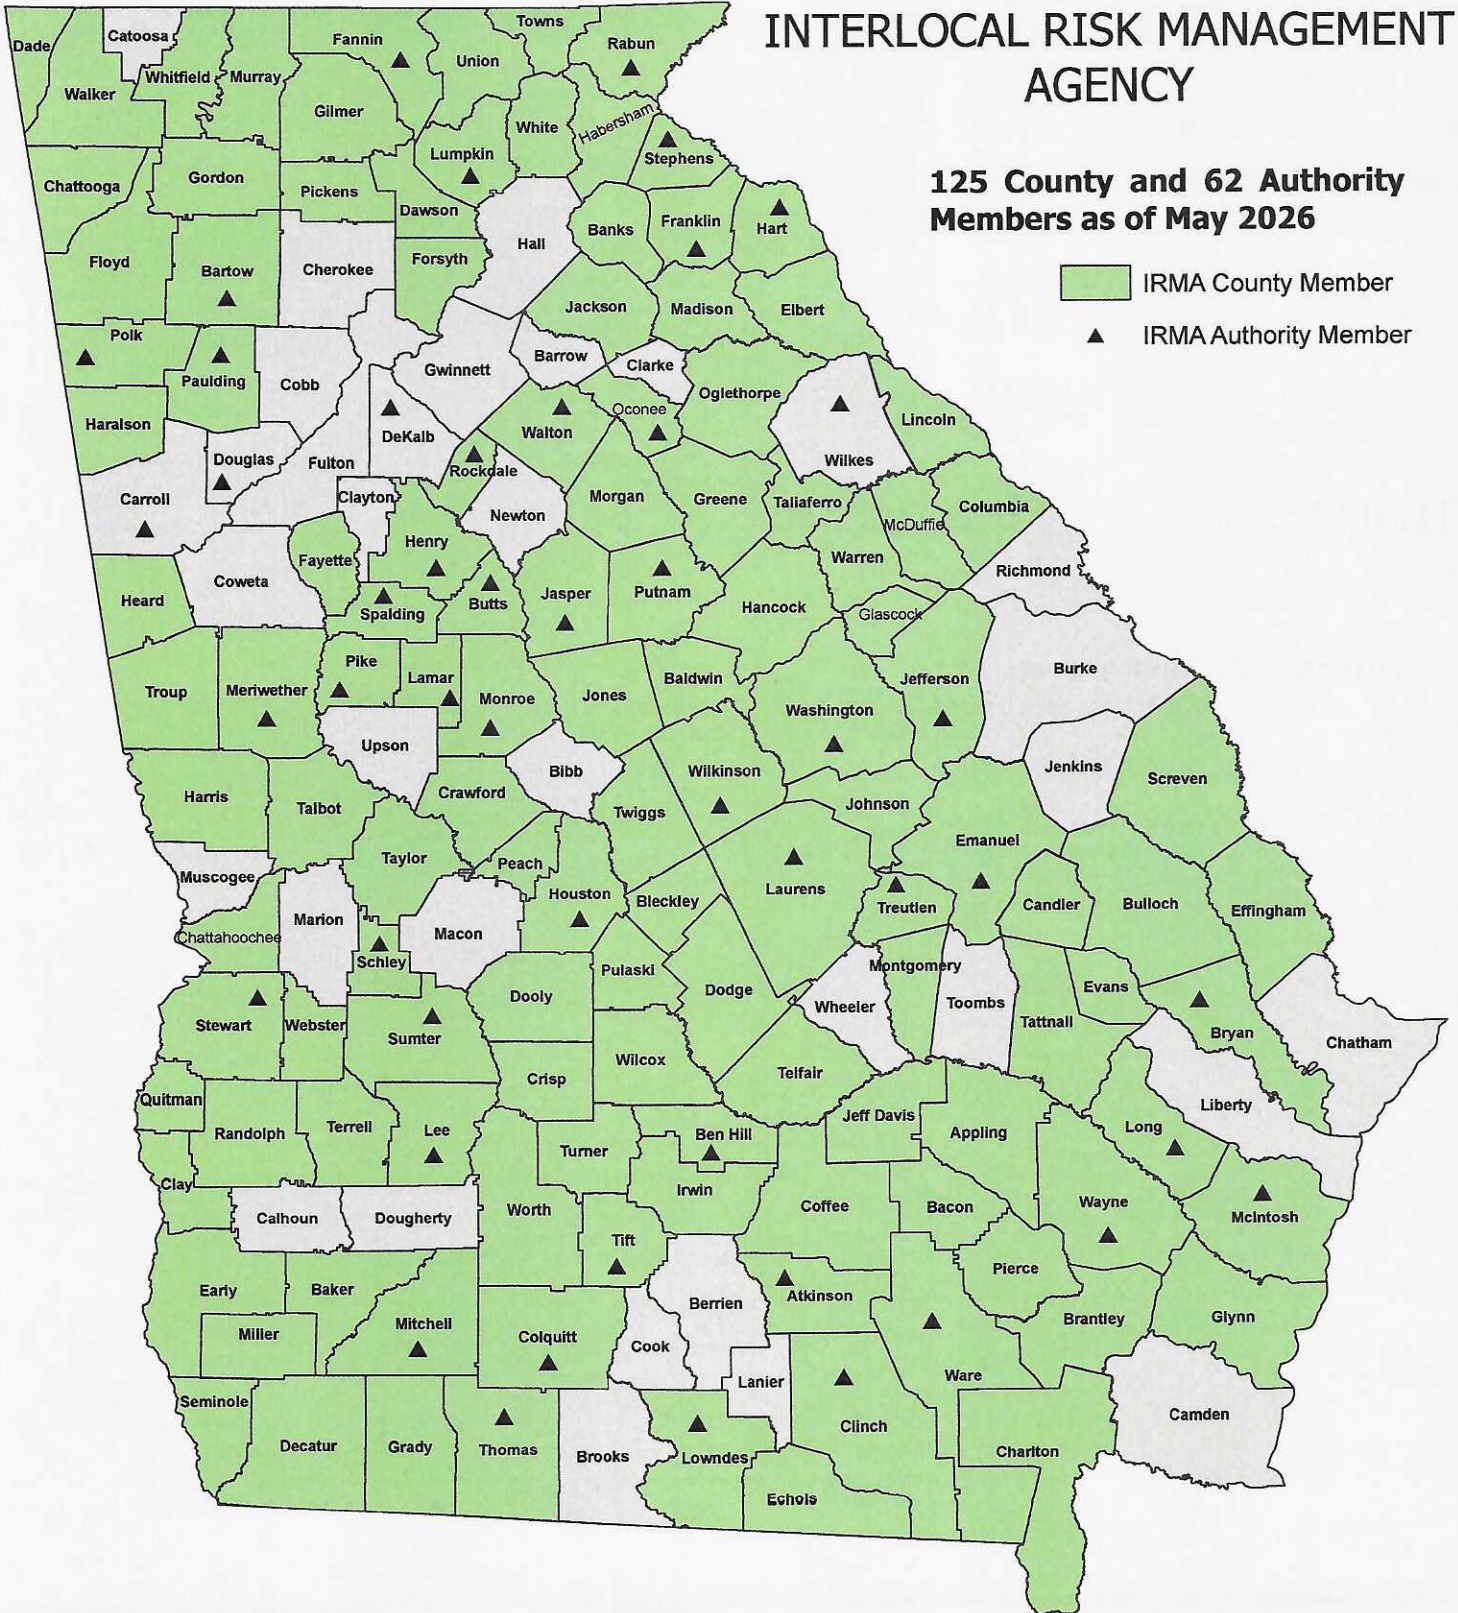 INTERLOCAL RISK MANAGEMENT
AGENCY
125 County and 62 Authority
Members as of May 2026
IRMA County Member
IRMA Authority Member
Dade
Catoosa
Whitfield
Murray
Fannin
Towns
Union
Rabun
Walker
Gilmer
White
Habersham
Lumpkin
Stephens
Chattooga
Gordon
Pickens
Dawson
Hall
Banks
Franklin
Hart
Floyd
Bartow
Cherokee
Forsyth
Jackson
Madison
Elbert
Polk
Paulding
Cobb
Gwinnett
Barrow
Clarke
Oglethorpe
Haralson
DeKalb
Walton
Oconee
Wilkes
Lincoln
Douglas
Fulton
Rockdale
Carroll
Clayton
Newton
Morgan
Greene
Taliaferro
McDuffie
Columbia
Henry
Fayette
Coweta
Heard
Spalding
Butts
Jasper
Putnam
Hancock
Warren
Glascock
Richmond
Troup
Meriwether
Pike
Lamar
Monroe
Jones
Baldwin
Washington
Jefferson
Burke
Upson
Bibb
Wilkinson
Jenkins
Screven
Harris
Talbot
Crawford
Twiggs
Johnson
Emanuel
Taylor
Peach
Houston
Bleckley
Laurens
Treutlen
Candler
Bulloch
Effingham
Muscogee
Chattahoochee
Marion
Macon
Schley
Pulaski
Dodge
Montgomery
Wheeler
Toombs
Tattnall
Evans
Bryan
Chatham
Stewart
Webster
Sumter
Dooly
Wilcox
Crisp
Telfair
Liberty
Quitman
Randolph
Terrell
Lee
Turner
Ben Hill
Jeff Davis
Appling
Long
Clay
Calhoun
Dougherty
Worth
Irwin
Coffee
Bacon
Wayne
McIntosh
Tift
Early
Baker
Miller
Mitchell
Colquitt
Berrien
Cook
Atkinson
Pierce
Brantley
Glynn
Lanier
Ware
Clinch
Camden
Seminole
Decatur
Grady
Thomas
Brooks
Lowndes
Echols
Charlton